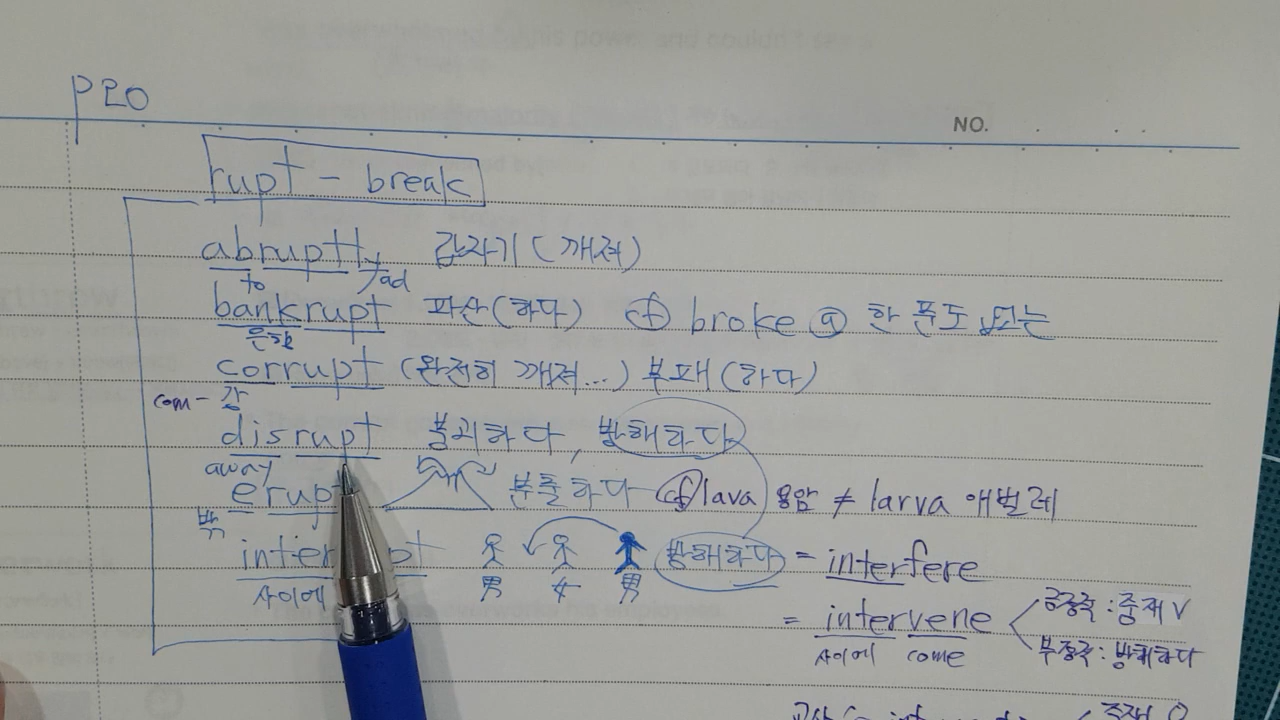 P20
NO.
rupt - break
abruptly 갑자기 (깨져)
to ad
bankrupt 파산(하다) cf broke ⓐ 한 푼도 없는
은행
corrupt (완전히 깨져...) 부패(하다)
com - 강
disrupt 붕괴하다, 방해하다
away
erupt 분출하다 cf lava 용암 ≠ larva 애벌레
밖
inter pt 방해하다 = interfere
사이에 男 女 男
= intervene 긍정적 : 중재 V
사이에 come 부정적 : 방해하다